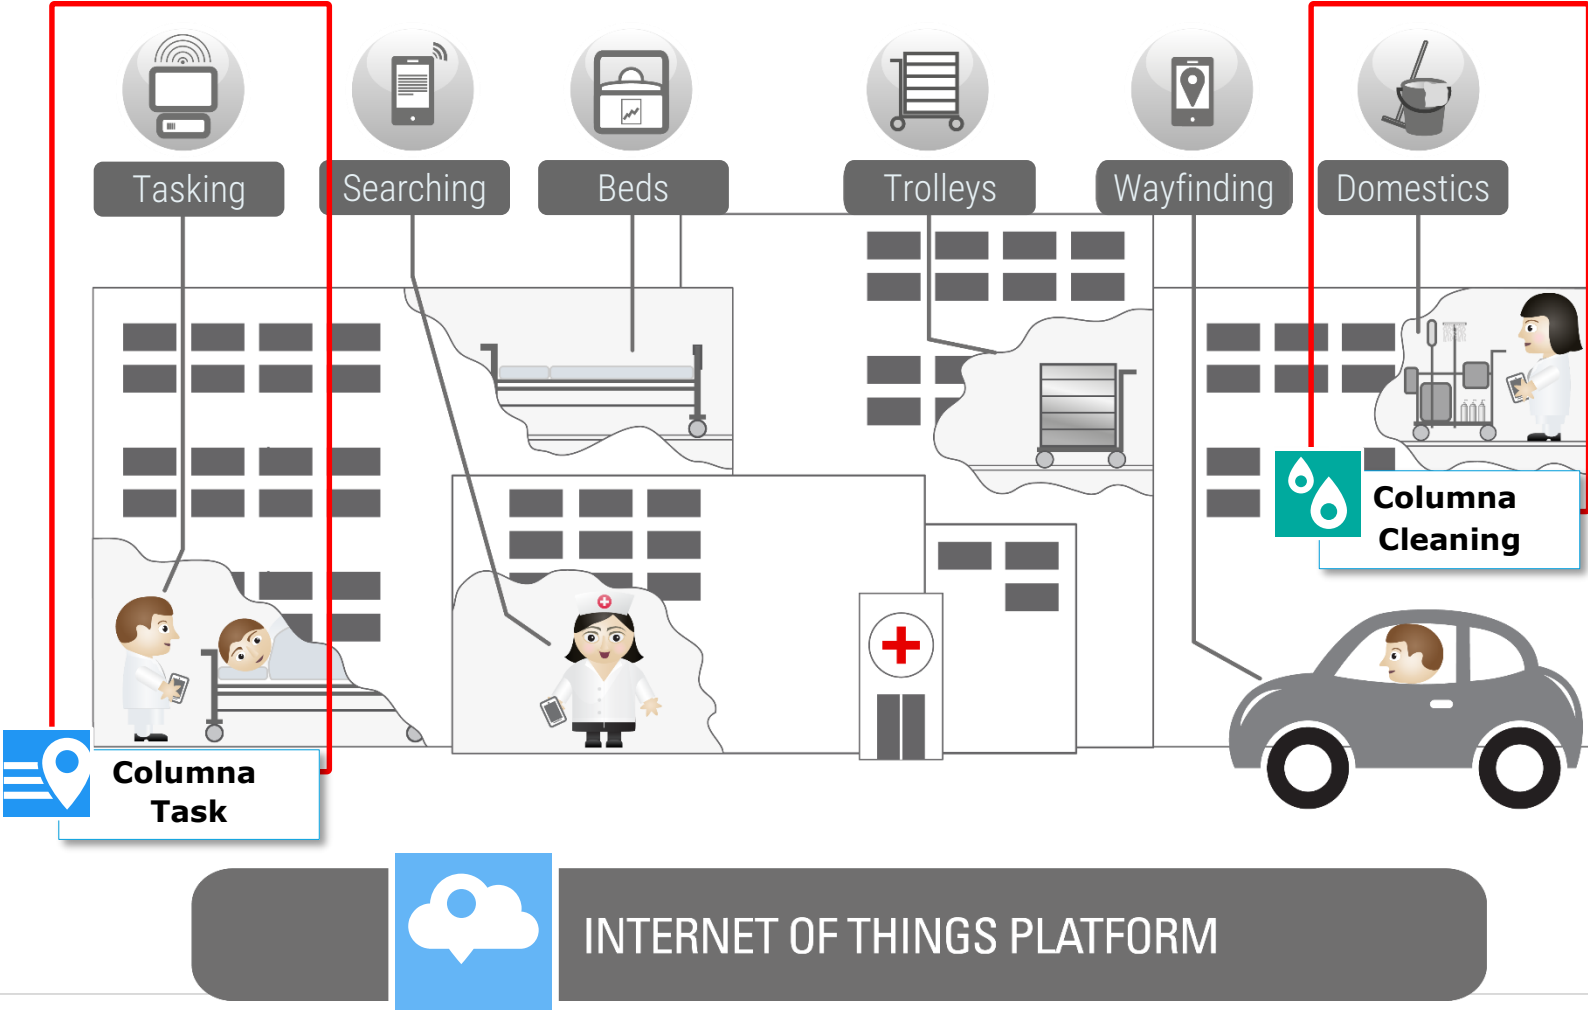 Tasking
Searching
Beds
Trolleys
Wayfinding
Domestics
Columna
Cleaning
Columna
Task
INTERNET OF THINGS PLATFORM